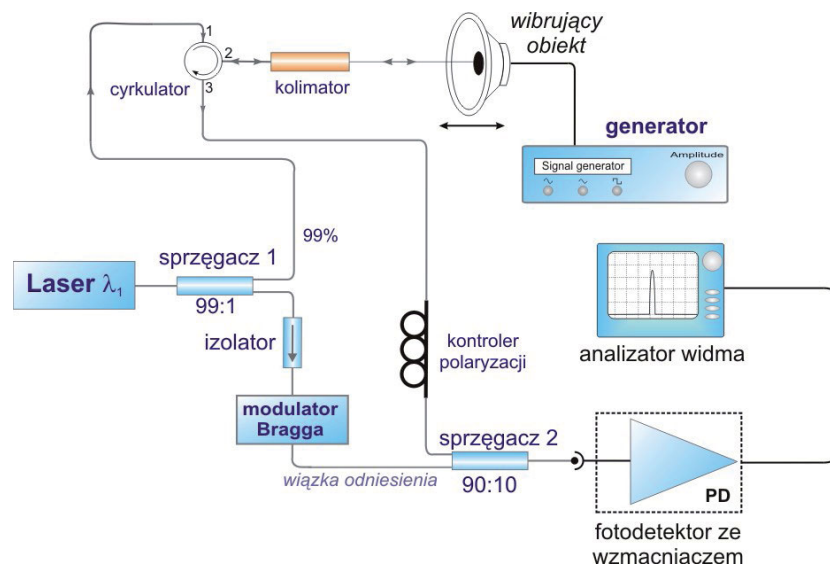 1
2
3
cyrkulator
kolimator
wibrujący
obiekt
generator
Signal generator
Amplitude
99%
sprzęgacz 1
Laser λ1
99:1
izolator
modulator
Bragga
kontroler
polaryzacji
analizator widma
sprzęgacz 2
90:10
wiązka odniesienia
PD
fotodetektor ze
wzmacniaczem